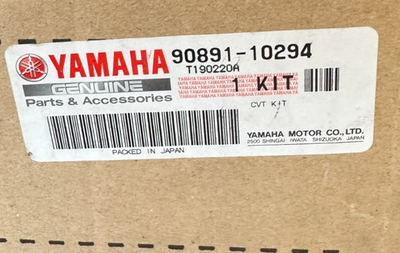 YAMAHA 90891-10294
GENUINE T190220A
Parts & Accessories 1 KIT
CVT KIT
PACKED IN JAPAN
YAMAHA MOTOR CO.,LTD.
2500 SHINGAI IWATA SHIZUOKA JAPAN